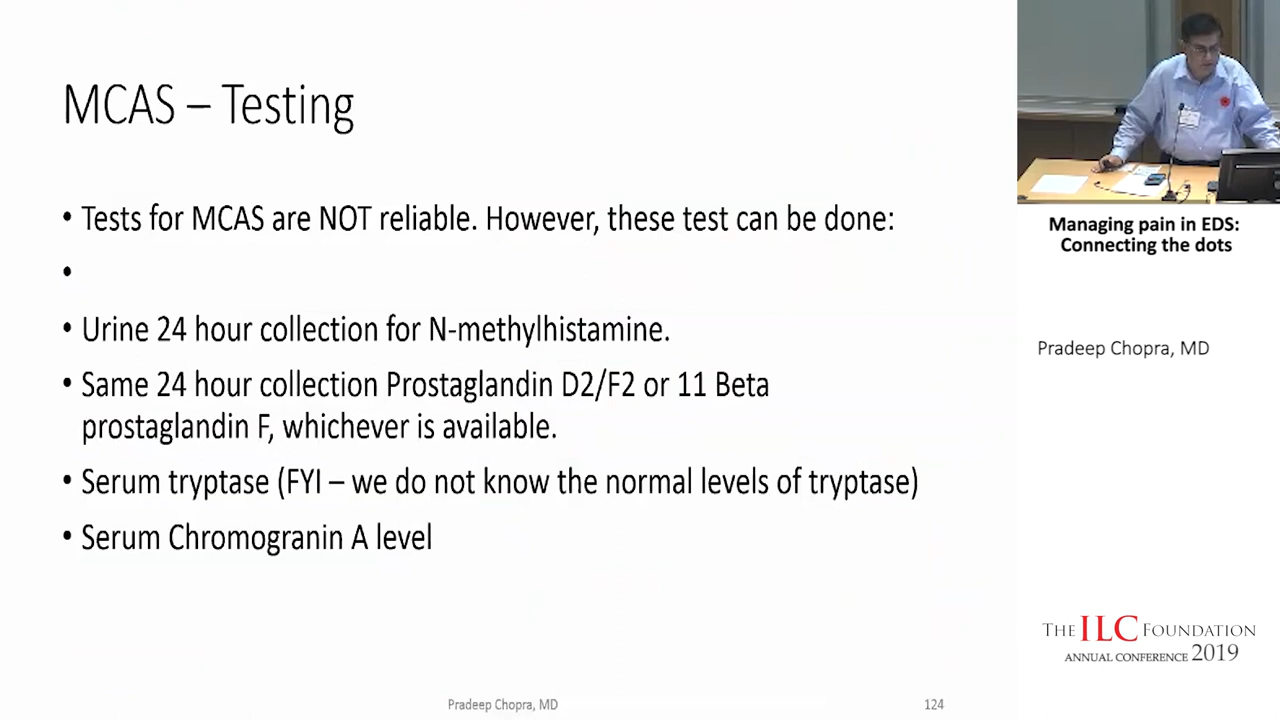 MCAS – Testing
• Tests for MCAS are NOT reliable. However, these test can be done:
•
• Urine 24 hour collection for N-methylhistamine.
• Same 24 hour collection Prostaglandin D2/F2 or 11 Beta
prostaglandin F, whichever is available.
• Serum tryptase (FYI – we do not know the normal levels of tryptase)
• Serum Chromogranin A level
Pradeep Chopra, MD
124
Managing pain in EDS:
Connecting the dots
Pradeep Chopra, MD
THE ILC FOUNDATION
ANNUAL CONFERENCE 2019